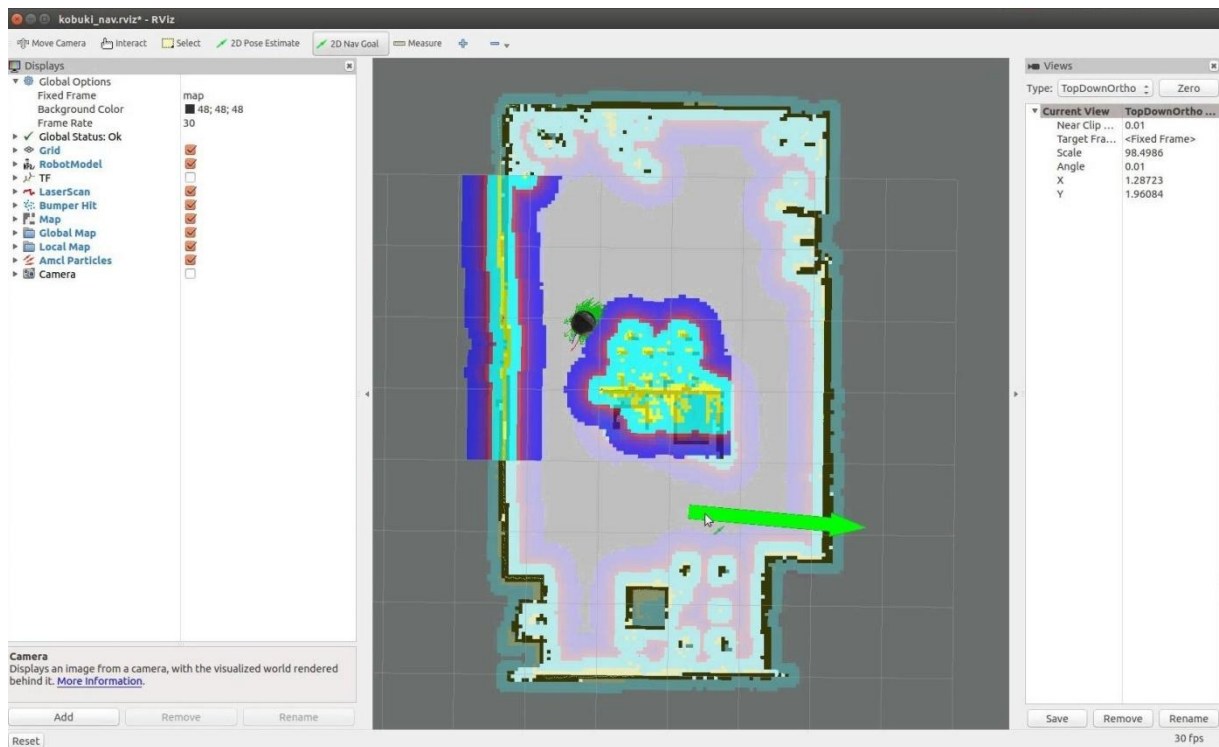 kobuki_nav.rviz* - RViz
Move Camera Interact Select 2D Pose Estimate 2D Nav Goal Measure
Displays
Global Options
Fixed Frame map
Background Color 48; 48; 48
Frame Rate 30
Global Status: Ok
Grid
RobotModel
TF
LaserScan
Bumper Hit
Map
Global Map
Local Map
Amcl Particles
Camera
Camera
Displays an image from a camera, with the visualized world rendered
behind it. More Information.
Add Remove Rename
Reset
Views
Type: TopDownOrtho Zero
Current View TopDownOrtho ...
Near Clip ... 0.01
Target Fra... <Fixed Frame>
Scale 98.4986
Angle 0.01
X 1.28723
Y 1.96084
Save Remove Rename
30 fps